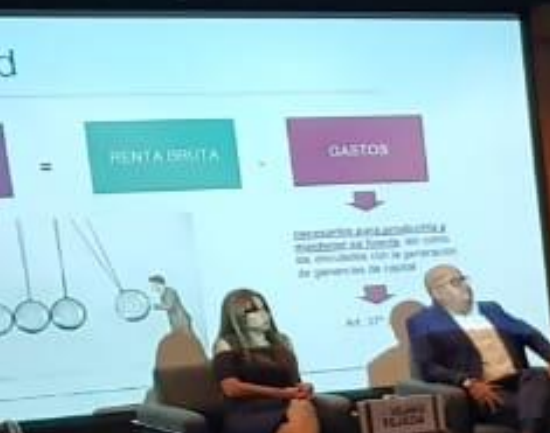 d
=
RENTA BRUTA
-
GASTOS
necesarios para producirla y
mantener su fuente, así como
los vinculados con la generación
de ganancias de capital
Art. 37°
TEJADA